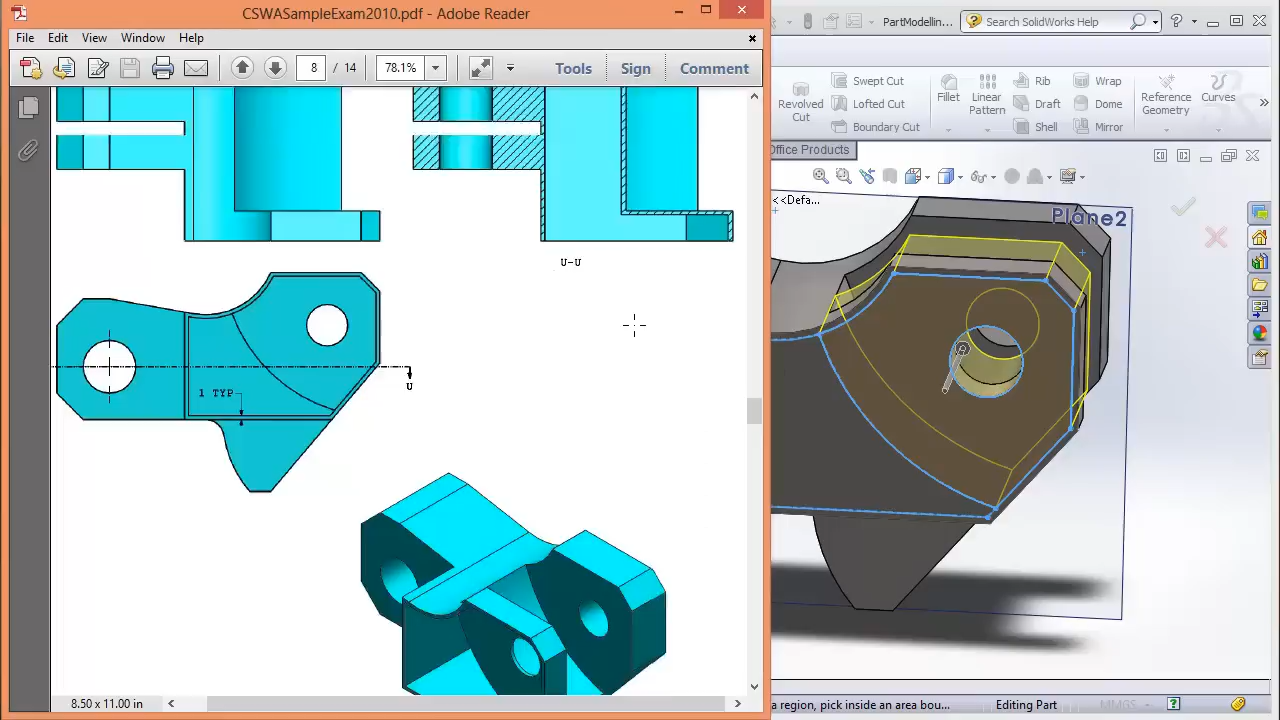 CSWASampleExam2010.pdf - Adobe Reader
File Edit View Window Help
8 / 14 78.1% Tools Sign Comment
U-U
U
1 TYP
8.50 x 11.00 in
PartModellin... Search SolidWorks Help
Revolved Cut
Swept Cut
Lofted Cut
Boundary Cut
Fillet
Linear Pattern
Rib
Draft
Shell
Wrap
Dome
Mirror
Reference Geometry
Curves
Office Products
< <Defa...
Plane2
a region, pick inside an area bou... Editing Part MMGS